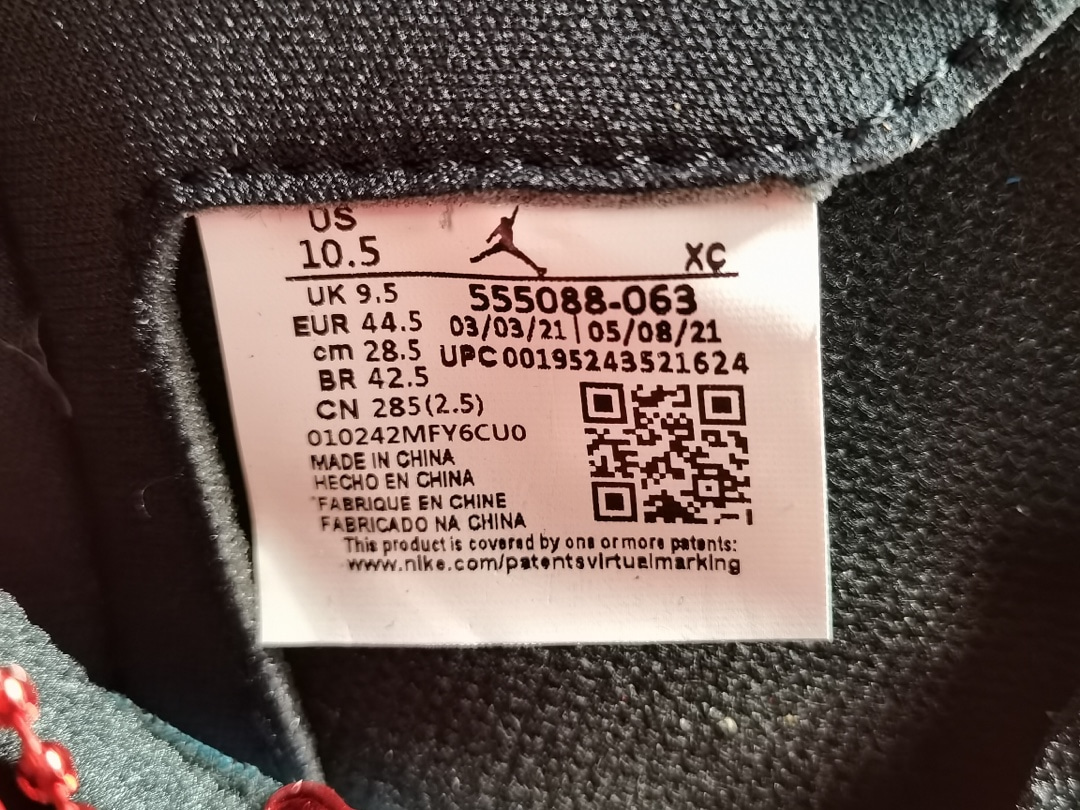 US
10.5
XC
UK 9.5
555088-063
EUR 44.5
03/03/21 | 05/08/21
cm 28.5
UPC 00195243521624
BR 42.5
CN 285(2.5)
010242MFY6CU0
MADE IN CHINA
HECHO EN CHINA
FABRIQUE EN CHINE
FABRICADO NA CHINA
This product is covered by one or more patents:
www.nike.com/patentsvirtualmarking